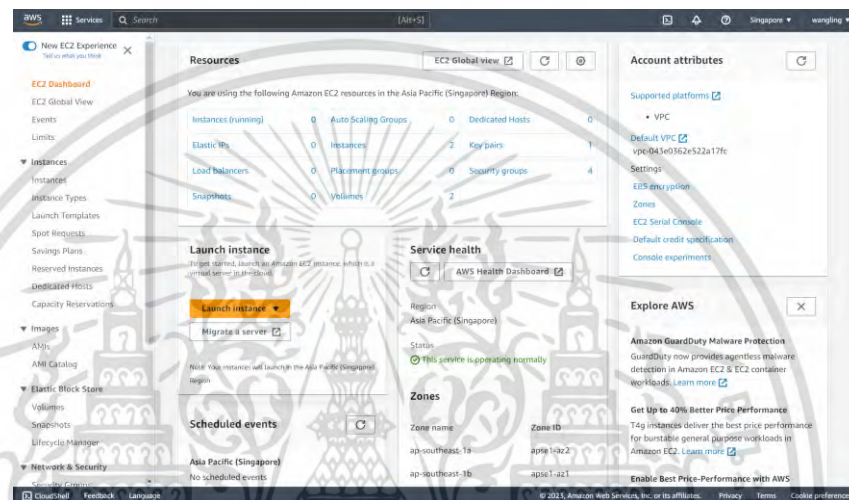 aws
Services
Search
[Alt+S]
Singapore ▼
wangling ▼
New EC2 Experience
Tell us what you think
EC2 Dashboard
EC2 Global View
Events
Limits
▼ Instances
Instances
Instance Types
Launch Templates
Spot Requests
Savings Plans
Reserved Instances
Dedicated Hosts
Capacity Reservations
▼ Images
AMIs
AMI Catalog
▼ Elastic Block Store
Volumes
Snapshots
Lifecycle Manager
▼ Network & Security
Security Groups
Resources
EC2 Global view
You are using the following Amazon EC2 resources in the Asia Pacific (Singapore) Region:
Instances (running) 0 Auto Scaling Groups 0 Dedicated Hosts 0
Elastic IPs 0 Instances 2 Key pairs 1
Load balancers 0 Placement groups 0 Security groups 4
Snapshots 0 Volumes 2
Launch instance
To get started, launch an Amazon EC2 instance, which is a
virtual server in the cloud.
Launch instance ▼
Migrate a server
Note: Your instances will launch in the Asia Pacific (Singapore)
Region
Scheduled events
Asia Pacific (Singapore)
No scheduled events
Service health
AWS Health Dashboard
Region
Asia Pacific (Singapore)
Status
This service is operating normally
Zones
Zone name Zone ID
ap-southeast-1a apse1-az2
ap-southeast-1b apse1-az1
Account attributes
Supported platforms
• VPC
Default VPC
vpc-043e0362e522a17fc
Settings
EBS encryption
Zones
EC2 Serial Console
Default credit specification
Console experiments
Explore AWS
Amazon GuardDuty Malware Protection
GuardDuty now provides agentless malware
detection in Amazon EC2 & EC2 container
workloads. Learn more
Get Up to 40% Better Price Performance
T4g instances deliver the best price performance
for burstable general purpose workloads in
Amazon EC2. Learn more
Enable Best Price-Performance with AWS
CloudShell
Feedback
Language
© 2023, Amazon Web Services, Inc. or its affiliates.
Privacy
Terms
Cookie preferences